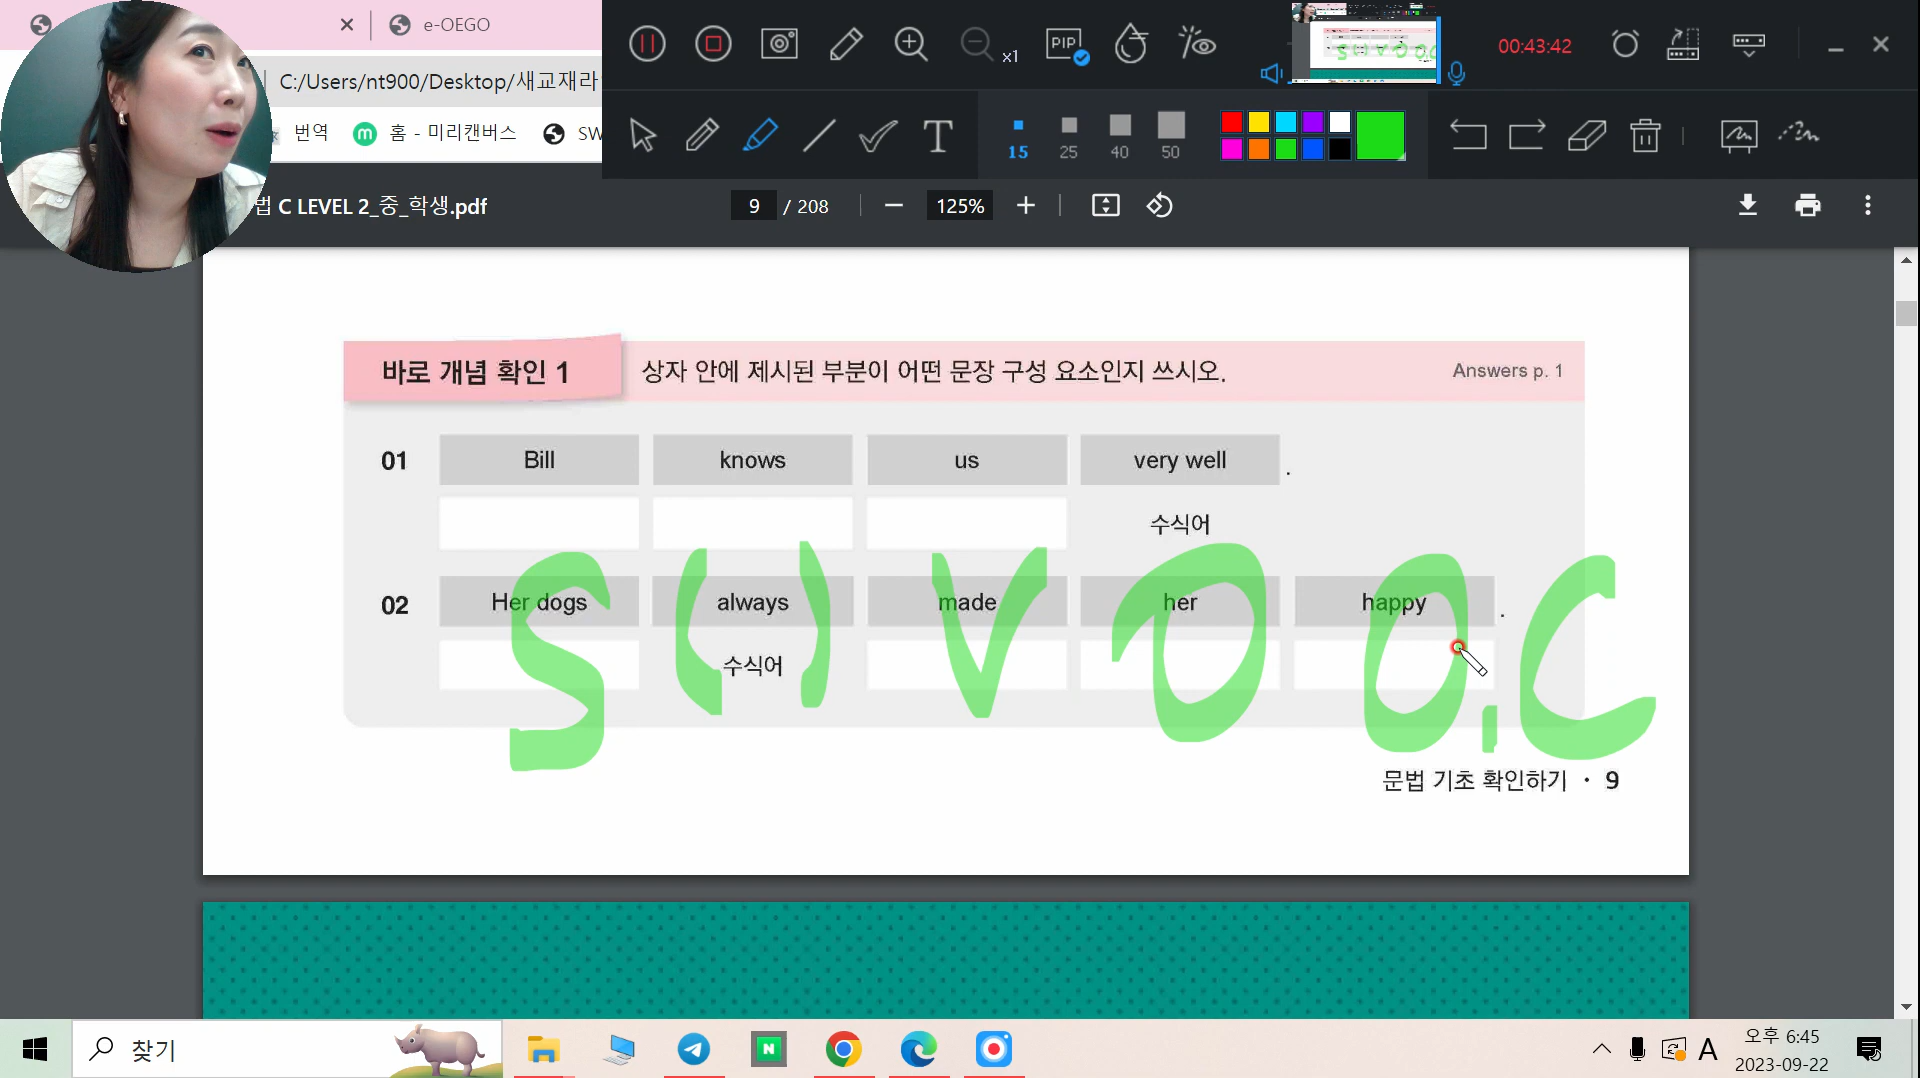 e-OEGO
C:/Users/nt900/Desktop/새교재라
번역
홈 - 미리캔버스
SW
x1
PIP
00:43:42
15
25
40
50
T
법 C LEVEL 2_중_학생.pdf
9 / 208
125%
바로 개념 확인 1
상자 안에 제시된 부분이 어떤 문장 구성 요소인지 쓰시오.
Answers p. 1
01 Bill knows us very well .
수식어
02 Her dogs always made her happy .
수식어
S ( ) V O O.C
문법 기초 확인하기 · 9
찾기
N
A
오후 6:45
2023-09-22